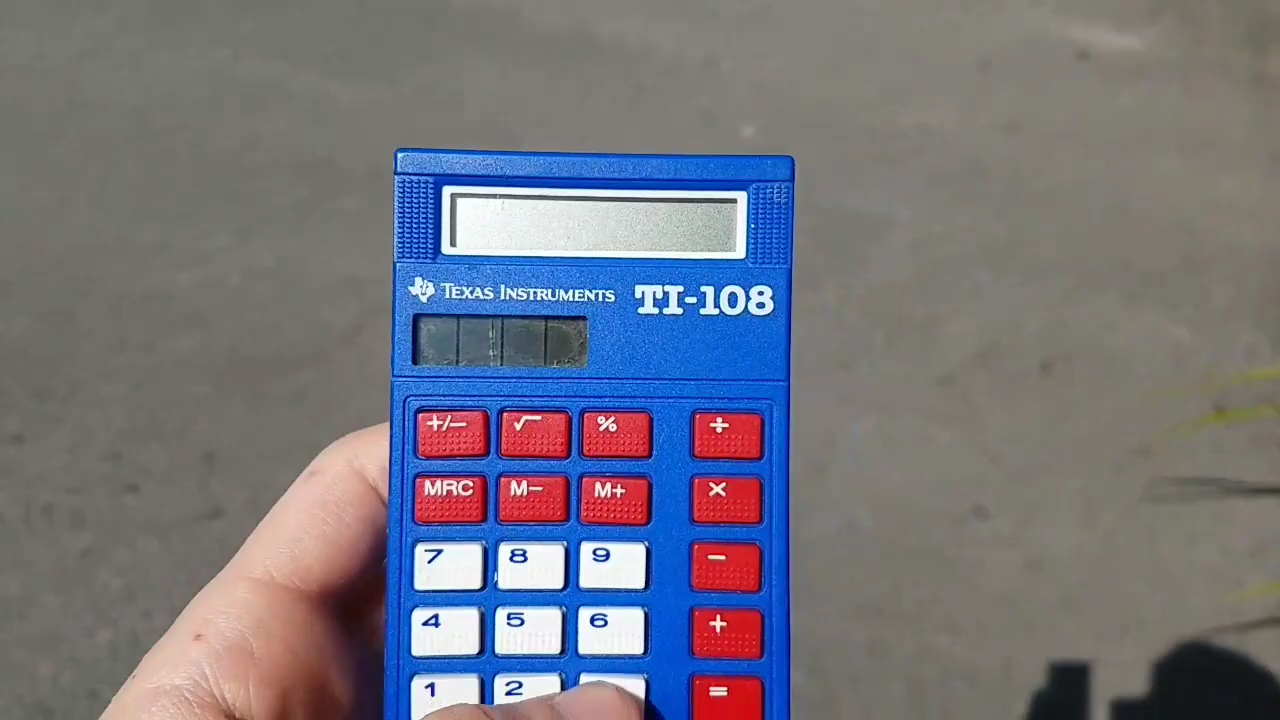 TEXAS INSTRUMENTS TI-108
+/− √ % ÷
MRC M− M+ ×
7 8 9 −
4 5 6 +
1 2 =